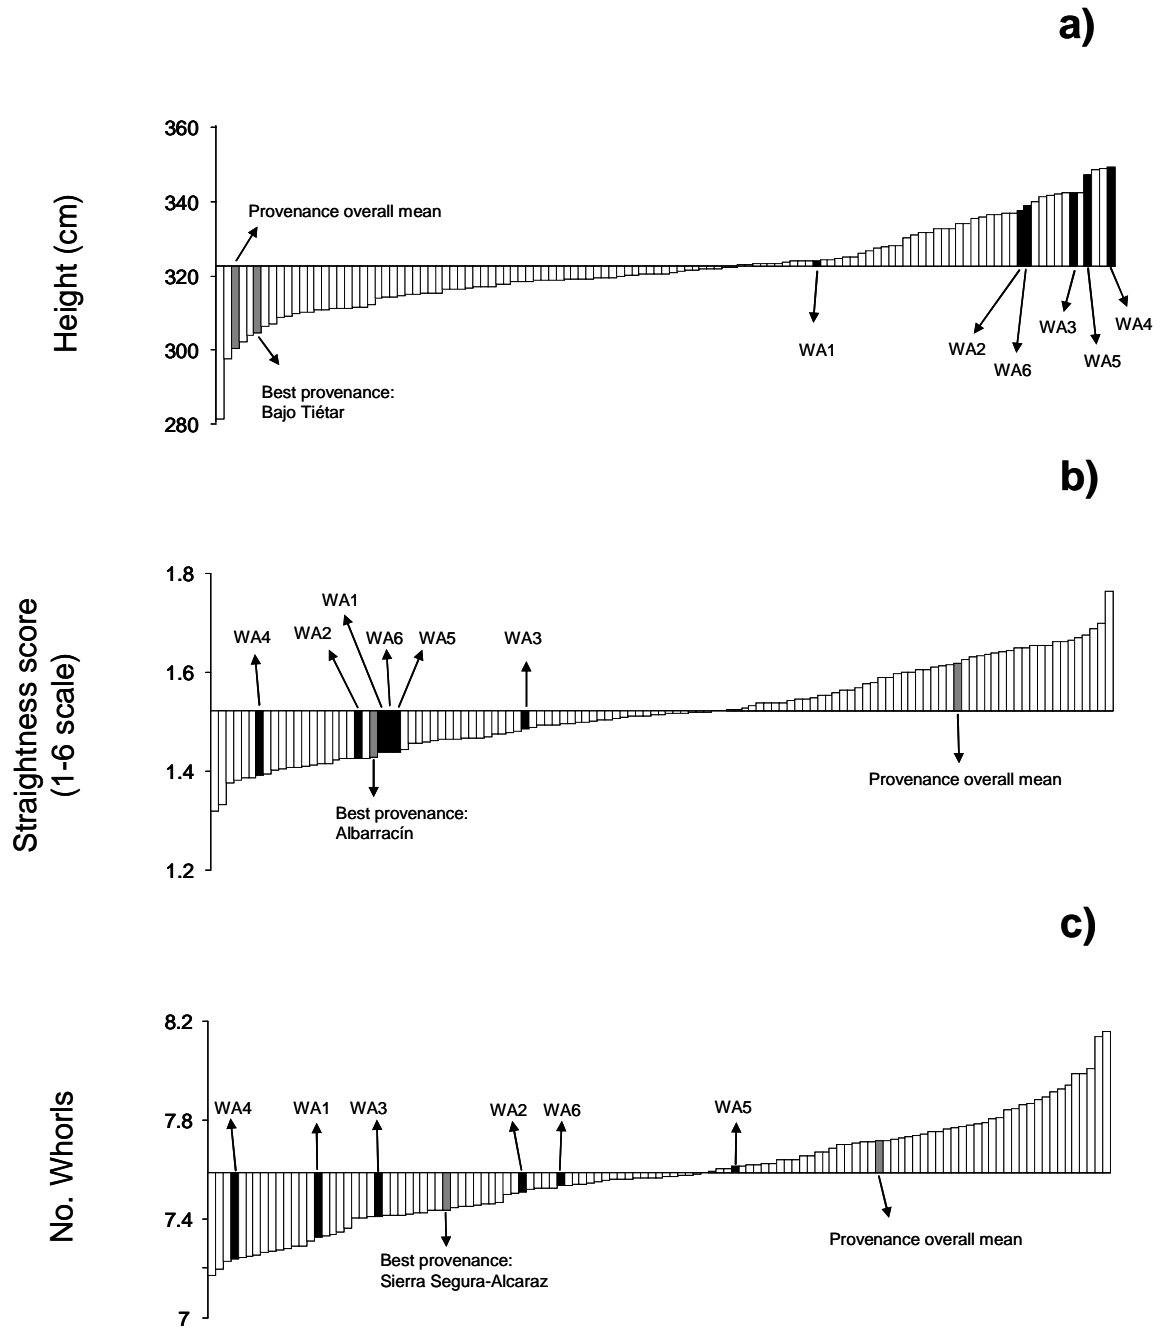 a)
360
340
320
300
280
Height (cm)
Provenance overall mean
Best provenance:
Bajo Tiétar
WA1
WA2
WA6
WA3
WA5
WA4
b)
1.8
1.6
1.4
1.2
Straightness score
(1-6 scale)
WA4
WA2
WA1
WA6
WA5
WA3
Best provenance:
Albarracín
Provenance overall mean
c)
8.2
7.8
7.4
7
No. Whorls
WA4
WA1
WA3
WA2
WA6
WA5
Best provenance:
Sierra Segura-Alcaraz
Provenance overall mean